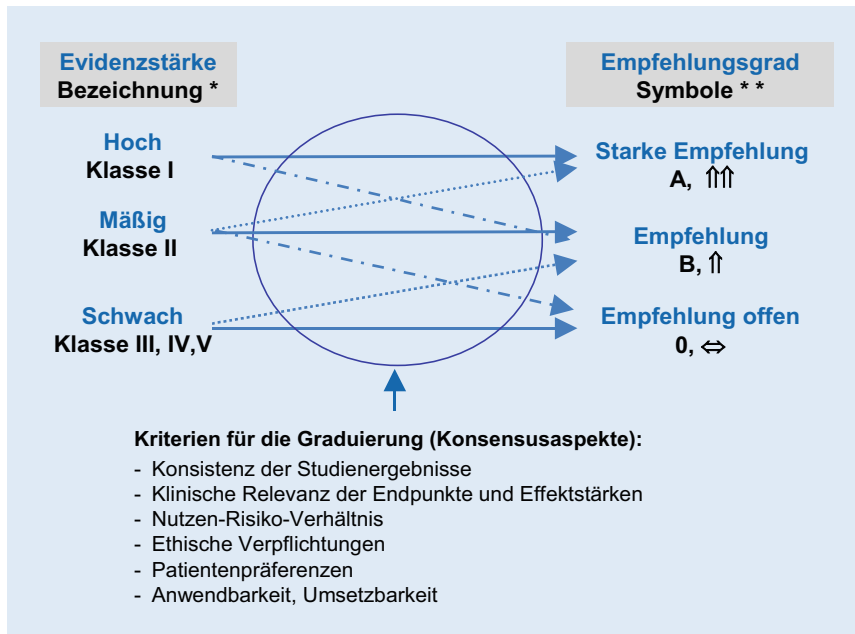 Evidenzstärke
Bezeichnung *
Empfehlungsgrad
Symbole * *
Hoch
Klasse I
Starke Empfehlung
A, ⇑⇑
Mäßig
Klasse II
Empfehlung
B, ⇑
Schwach
Klasse III, IV,V
Empfehlung offen
0, ⇔
Kriterien für die Graduierung (Konsensusaspekte):
- Konsistenz der Studienergebnisse
- Klinische Relevanz der Endpunkte und Effektstärken
- Nutzen-Risiko-Verhältnis
- Ethische Verpflichtungen
- Patientenpräferenzen
- Anwendbarkeit, Umsetzbarkeit